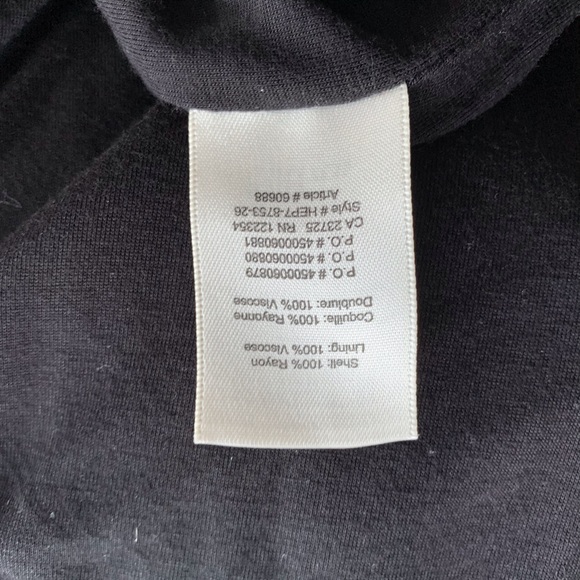 Shell: 100% Rayon
Lining: 100% Viscose
Coquille: 100% Rayonne
Doublure: 100% Viscose
P.O. # 4500060879
P.O. # 4500060880
P.O. # 4500060881
CA 23725 RN 122354
Style # HEP7-8753-26
Article # 60688